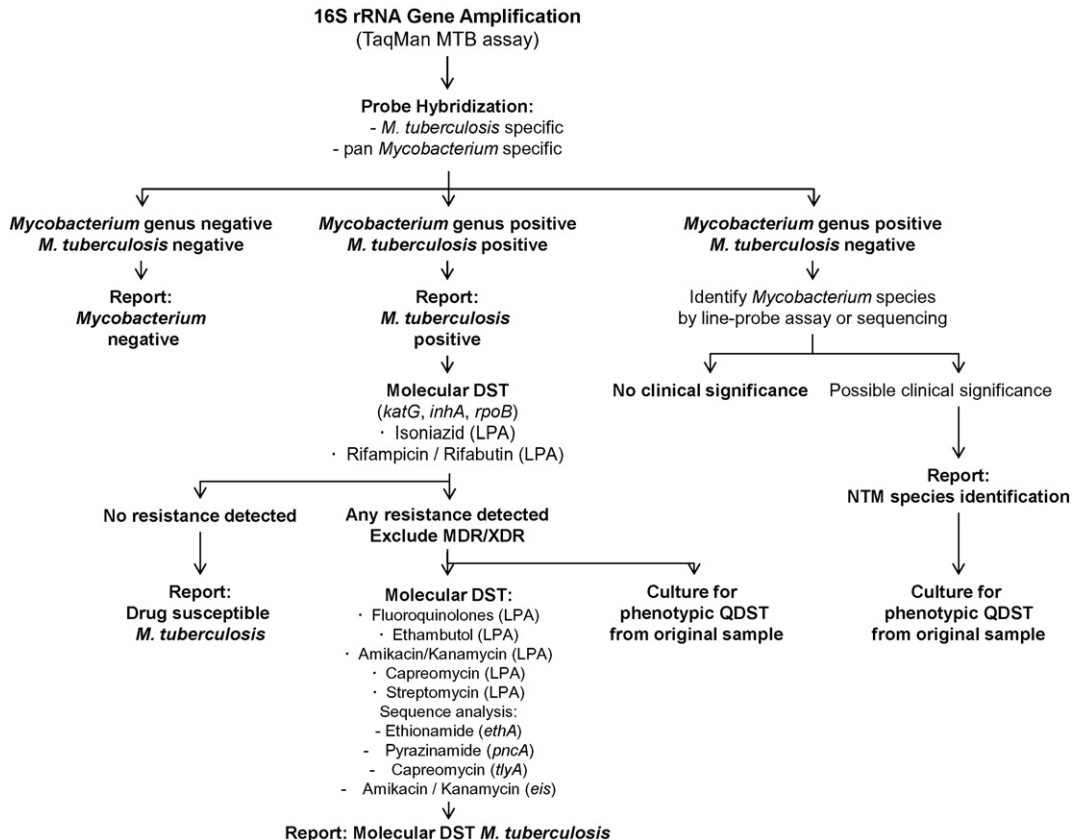 16S rRNA Gene Amplification
(TaqMan MTB assay)
Probe Hybridization:
- M. tuberculosis specific
- pan Mycobacterium specific
Mycobacterium genus negative
M. tuberculosis negative
Mycobacterium genus positive
M. tuberculosis positive
Mycobacterium genus positive
M. tuberculosis negative
Report:
Mycobacterium
negative
Report:
M. tuberculosis
positive
Identify Mycobacterium species
by line-probe assay or sequencing
Molecular DST
(katG, inhA, rpoB)
· Isoniazid (LPA)
· Rifampicin / Rifabutin (LPA)
No clinical significance
Possible clinical significance
Report:
NTM species identification
No resistance detected
Any resistance detected
Exclude MDR/XDR
Report:
Drug susceptible
M. tuberculosis
Molecular DST:
· Fluoroquinolones (LPA)
· Ethambutol (LPA)
· Amikacin/Kanamycin (LPA)
· Capreomycin (LPA)
· Streptomycin (LPA)
Sequence analysis:
- Ethionamide (ethA)
- Pyrazinamide (pncA)
- Capreomycin (tlyA)
- Amikacin / Kanamycin (eis)
Report: Molecular DST M. tuberculosis
Culture for
phenotypic QDST
from original sample
Culture for
phenotypic QDST
from original sample